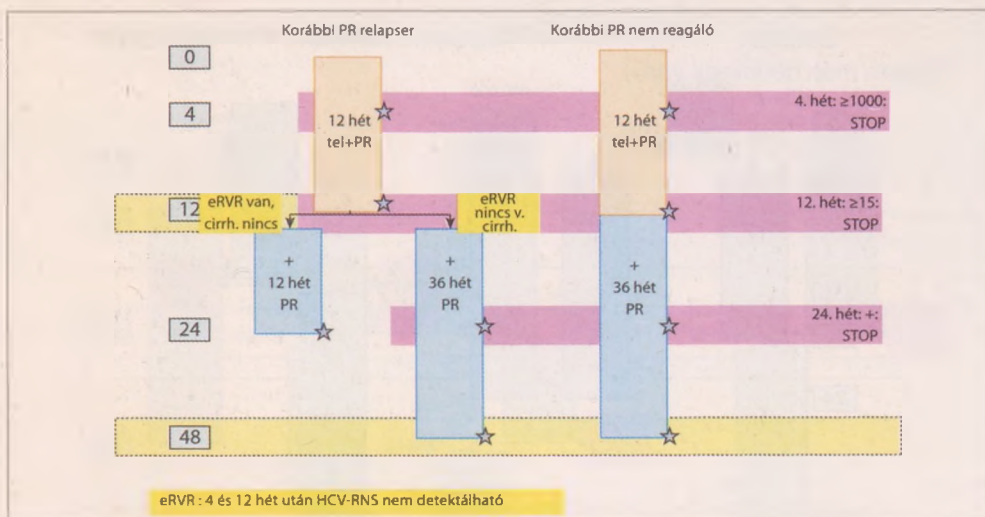 Korábbi PR relapser
Korábbi PR nem reagáló
0
4
12 hét
tel+PR
12 hét
tel+PR
4. hét: ≥1000:
STOP
12
eRVR van,
cirrh. nincs
eRVR
nincs v.
cirrh.
12. hét: ≥15:
STOP
+
12 hét
PR
+
36 hét
PR
+
36 hét
PR
24
24. hét: +:
STOP
48
eRVR : 4 és 12 hét után HCV-RNS nem detektálható